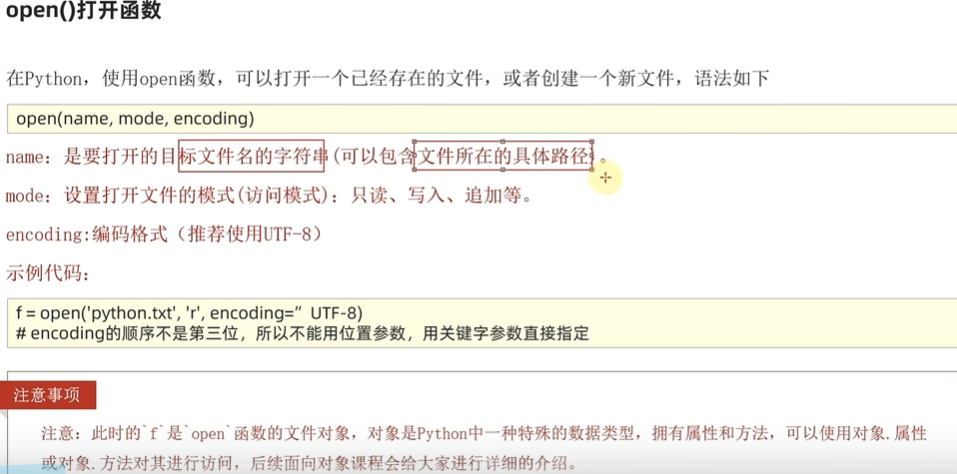 open()打开函数
在Python，使用open函数，可以打开一个已经存在的文件，或者创建一个新文件，语法如下
open(name, mode, encoding)
name：是要打开的目标文件名的字符串(可以包含文件所在的具体路径)。
mode：设置打开文件的模式(访问模式)：只读、写入、追加等。
encoding:编码格式（推荐使用UTF-8）
示例代码：
f = open('python.txt', 'r', encoding=”UTF-8)
# encoding的顺序不是第三位，所以不能用位置参数，用关键字参数直接指定
注意事项
注意：此时的`f`是`open`函数的文件对象，对象是Python中一种特殊的数据类型，拥有属性和方法，可以使用对象.属性
或对象.方法对其进行访问，后续面向对象课程会给大家进行详细的介绍。